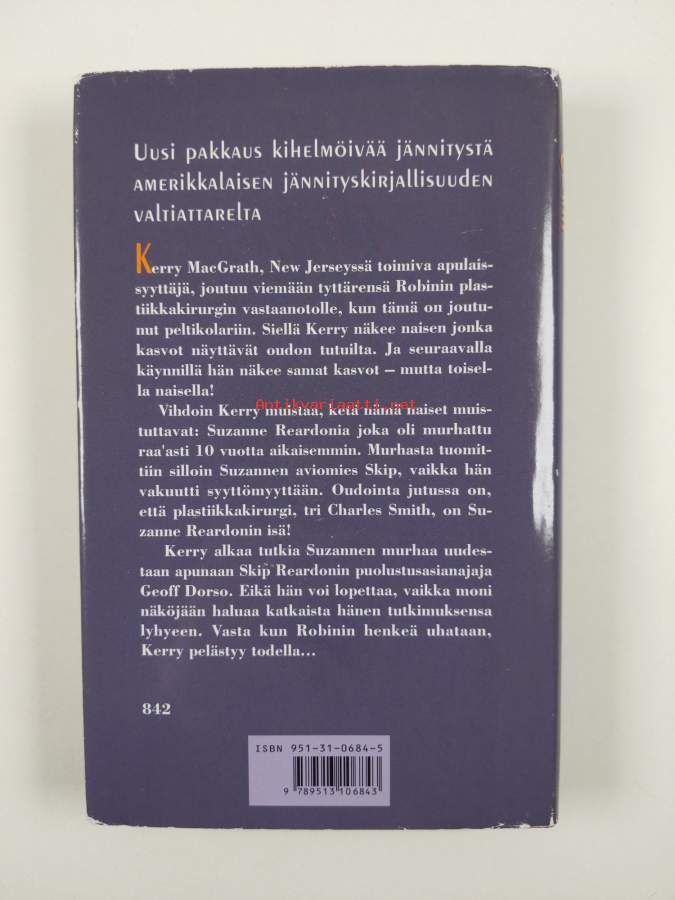 Uusi pakkaus kihelmöivää jännitystä
amerikkalaisen jännityskirjallisuuden
valtiattarelta
Kerry MacGrath, New Jerseyssä toimiva apulais-
syyttäjä, joutuu viemään tyttärensä Robinin plas-
tiikkakirurgin vastaanotolle, kun tämä on joutu-
nut peltikolariin. Siellä Kerry näkee naisen jonka
kasvot näyttävät oudon tutuilta. Ja seuraavalla
käynnillä hän näkee samat kasvot – mutta toisel-
la naisella!
Antikvariaatti.net
Vihdoin Kerry muistaa, ketä nämä naiset muis-
tuttavat: Suzanne Reardonia joka oli murhattu
raa'asti 10 vuotta aikaisemmin. Murhasta tuomit-
tiin silloin Suzannen aviomies Skip, vaikka hän
vakuutti syyttömyyttään. Oudointa jutussa on,
että plastiikkakirurgi, tri Charles Smith, on Su-
zanne Reardonin isä!
Kerry alkaa tutkia Suzannen murhaa uudes-
taan apunaan Skip Reardonin puolustusasianajaja
Geoff Dorso. Eikä hän voi lopettaa, vaikka moni
näköjään haluaa katkaista hänen tutkimuksensa
lyhyeen. Vasta kun Robinin henkeä uhataan,
Kerry pelästyy todella...
842
ISBN 951-31-0684-5
9 789513 106843